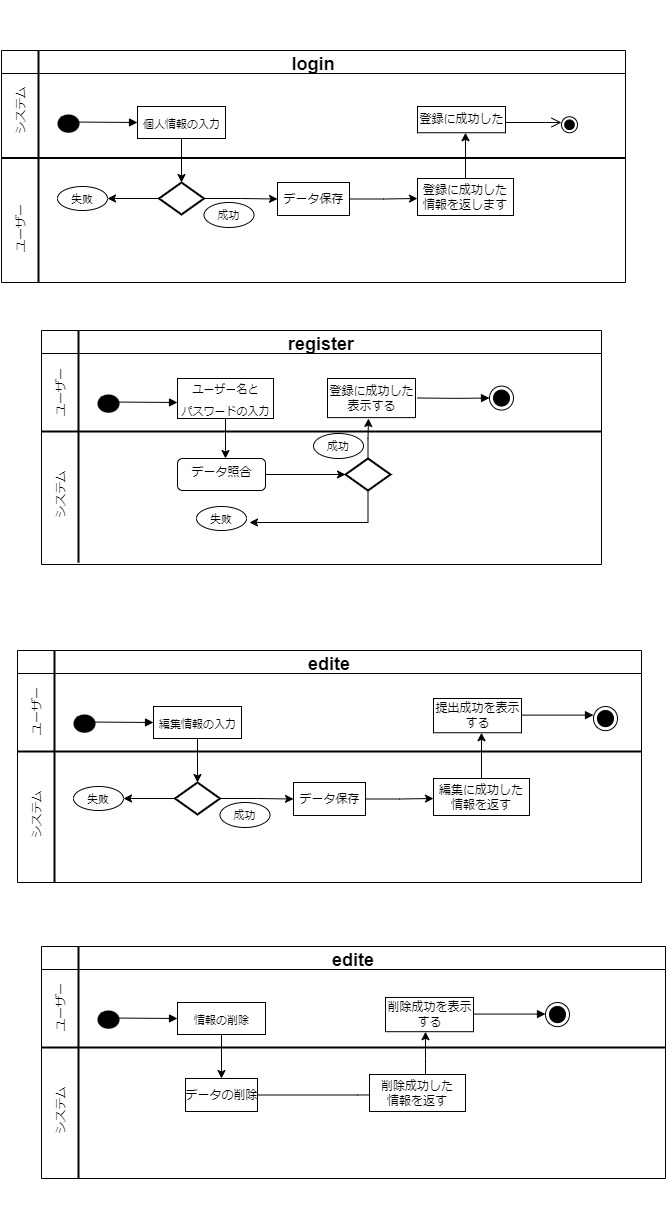 login
システム
個人情報の入力
登録に成功した
ユーザー
失敗
成功
データ保存
登録に成功した
情報を返します
register
ユーザー
ユーザー名と
パスワードの入力
登録に成功した
表示する
システム
データ照合
成功
失敗
edite
ユーザー
編集情報の入力
提出成功を表示
する
システム
失敗
成功
データ保存
編集に成功した
情報を返す
edite
ユーザー
情報の削除
削除成功を表示
する
システム
データの削除
削除成功した
情報を返す